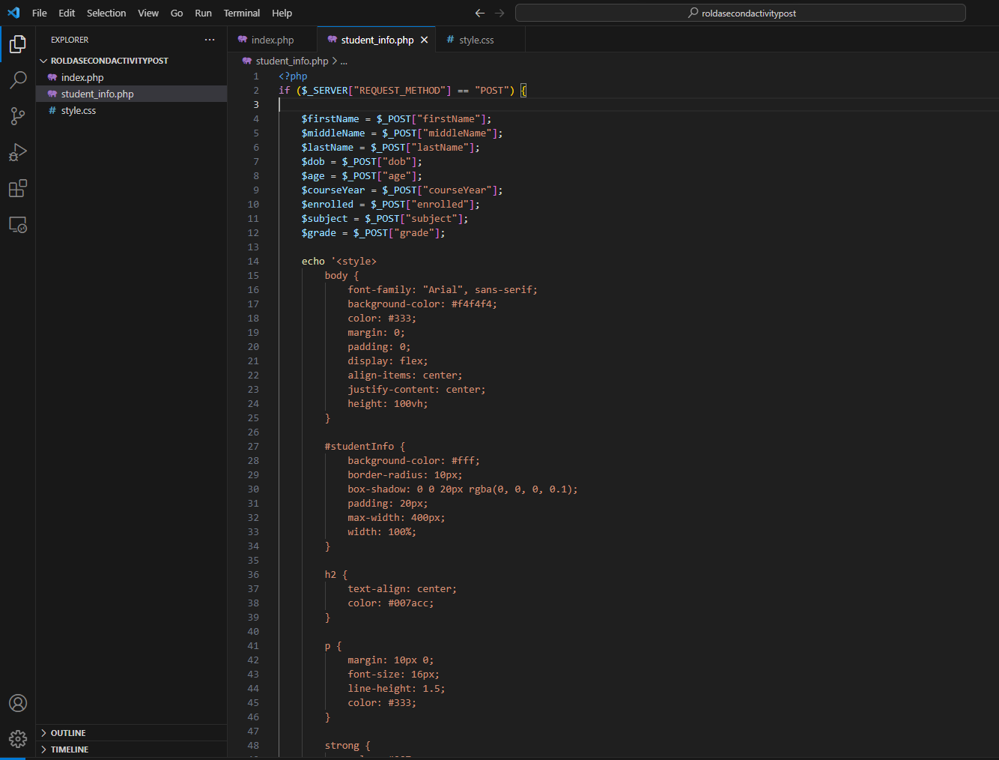 File Edit Selection View Go Run Terminal Help
roldasecondactivitypost
EXPLORER
ROLDASECONDACTIVITYPOST
index.php
student_info.php
style.css
OUTLINE
TIMELINE
index.php student_info.php # style.css
student_info.php > ...
1 <?php
2 if ($_SERVER["REQUEST_METHOD"] == "POST") {
3
4 $firstName = $_POST["firstName"];
5 $middleName = $_POST["middleName"];
6 $lastName = $_POST["lastName"];
7 $dob = $_POST["dob"];
8 $age = $_POST["age"];
9 $courseYear = $_POST["courseYear"];
10 $enrolled = $_POST["enrolled"];
11 $subject = $_POST["subject"];
12 $grade = $_POST["grade"];
13
14 echo '<style>
15 body {
16 font-family: "Arial", sans-serif;
17 background-color: #f4f4f4;
18 color: #333;
19 margin: 0;
20 padding: 0;
21 display: flex;
22 align-items: center;
23 justify-content: center;
24 height: 100vh;
25 }
26
27 #studentInfo {
28 background-color: #fff;
29 border-radius: 10px;
30 box-shadow: 0 0 20px rgba(0, 0, 0, 0.1);
31 padding: 20px;
32 max-width: 400px;
33 width: 100%;
34 }
35
36 h2 {
37 text-align: center;
38 color: #007acc;
39 }
40
41 p {
42 margin: 10px 0;
43 font-size: 16px;
44 line-height: 1.5;
45 color: #333;
46 }
47
48 strong {